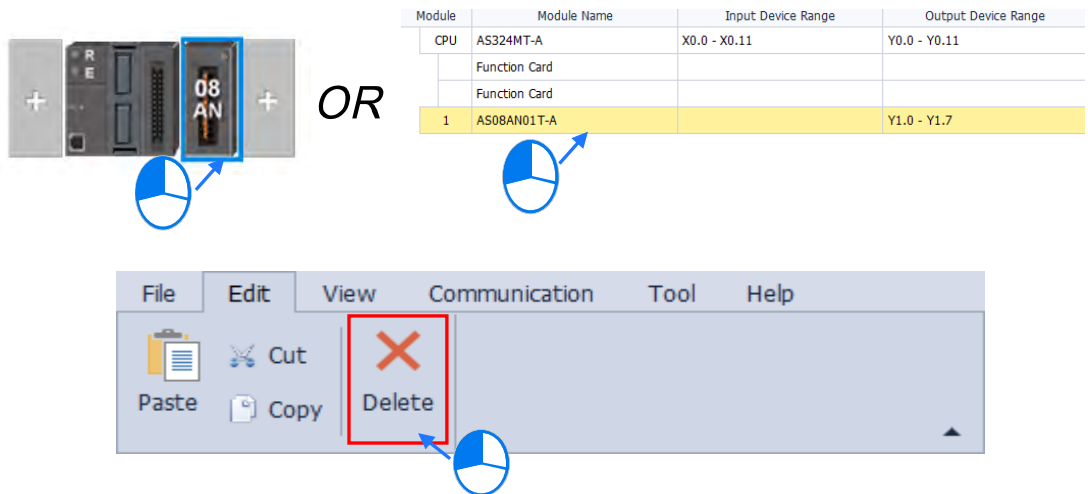 R
E
08
AN
+
+
OR
Module Module Name Input Device Range Output Device Range
CPU AS324MT-A X0.0 - X0.11 Y0.0 - Y0.11
Function Card
Function Card
1 AS08AN01T-A Y1.0 - Y1.7
File Edit View Communication Tool Help
Paste Cut Copy Delete